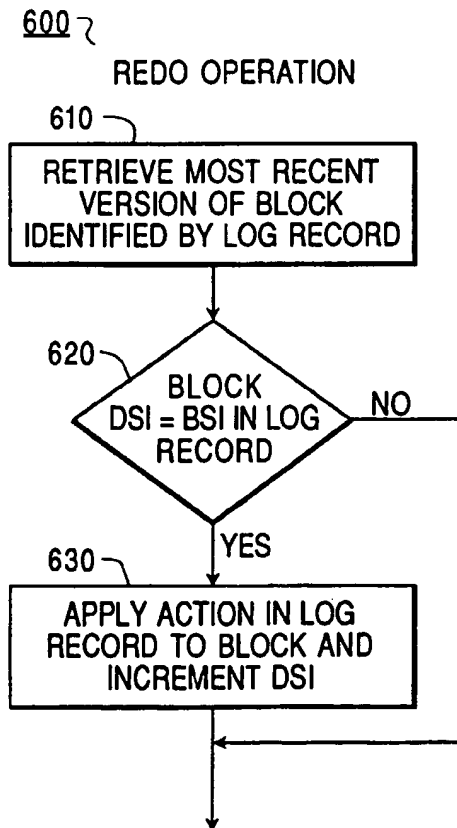 600
REDO OPERATION
610
RETRIEVE MOST RECENT
VERSION OF BLOCK
IDENTIFIED BY LOG RECORD
620
BLOCK
DSI = BSI IN LOG
RECORD
NO
YES
630
APPLY ACTION IN LOG
RECORD TO BLOCK AND
INCREMENT DSI